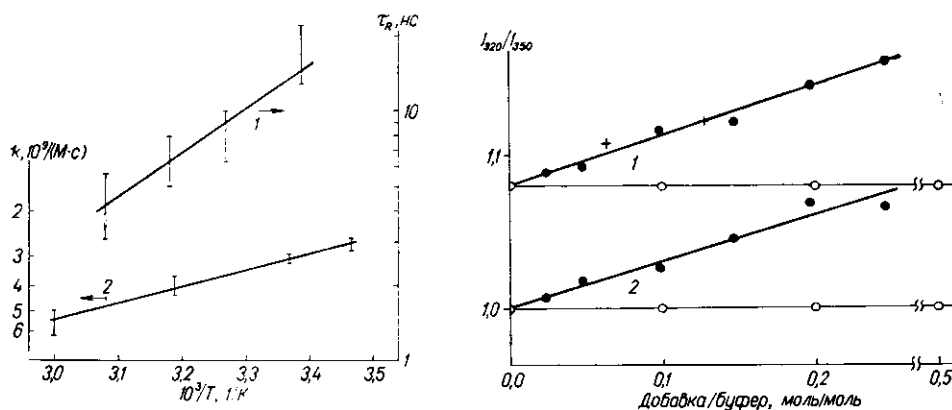 τ_R, нс
10
1
к, 10⁹/(М·с)
2
3
4
5
6
1
2
1
3,0 3,1 3,2 3,3 3,4 3,5
10³/T, 1/К
I₃₂₀/I₃₅₀
1,1
1,0
1
2
0,0 0,1 0,2 0,5
Добавка/буфер, моль/моль